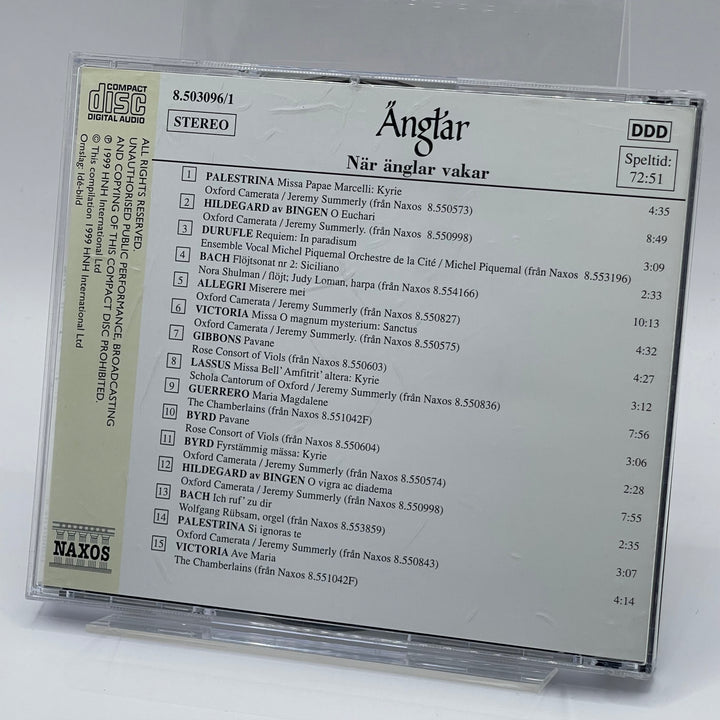 COMPACT
disc
DIGITAL AUDIO
8.503096/1
STEREO
Änglar
När änglar vakar
DDD
Speltid:
72:51
1 PALESTRINA Missa Papae Marcelli: Kyrie
Oxford Camerata / Jeremy Summerly (från Naxos 8.550573) 4:35
2 HILDEGARD av BINGEN O Euchari
Oxford Camerata / Jeremy Summerly. (från Naxos 8.550998) 8:49
3 DURUFLE Requiem: In paradisum
Ensemble Vocal Michel Piquemal Orchestre de la Cité / Michel Piquemal (från Naxos 8.553196) 3:09
4 BACH Flöjtsonat nr 2: Siciliano
Nora Shulman / flöjt; Judy Loman, harpa (från Naxos 8.554166) 2:33
5 ALLEGRI Miserere mei
Oxford Camerata / Jeremy Summerly (från Naxos 8.550827) 10:13
6 VICTORIA Missa O magnum mysterium: Sanctus
Oxford Camerata / Jeremy Summerly. (från Naxos 8.550575) 4:32
7 GIBBONS Pavane
Rose Consort of Viols (från Naxos 8.550603) 4:27
8 LASSUS Missa Bell' Amfitrit' altera: Kyrie
Schola Cantorum of Oxford / Jeremy Summerly (från Naxos 8.550836) 3:12
9 GUERRERO Maria Magdalene
The Chamberlains (från Naxos 8.551042F) 7:56
10 BYRD Pavane
Rose Consort of Viols (från Naxos 8.550604) 3:06
11 BYRD Fyrstämmig mässa: Kyrie
Oxford Camerata / Jeremy Summerly (från Naxos 8.550574) 2:28
12 HILDEGARD av BINGEN O vigra ac diadema
Oxford Camerata / Jeremy Summerly (från Naxos 8.550998) 7:55
13 BACH Ich ruf' zu dir
Wolfgang Rübsam, orgel (från Naxos 8.553859) 2:35
14 PALESTRINA Si ignoras te
Oxford Camerata / Jeremy Summerly (från Naxos 8.550843) 3:07
15 VICTORIA Ave Maria
The Chamberlains (från Naxos 8.551042F) 4:14
ALL RIGHTS RESERVED.
UNAUTHORISED PUBLIC PERFORMANCE, BROADCASTING
AND COPYING OF THIS COMPACT DISC PROHIBITED.
℗ 1999 HNH International Ltd
© This compilation 1999 HNH International Ltd
Omslag: Idé-bild
NAXOS